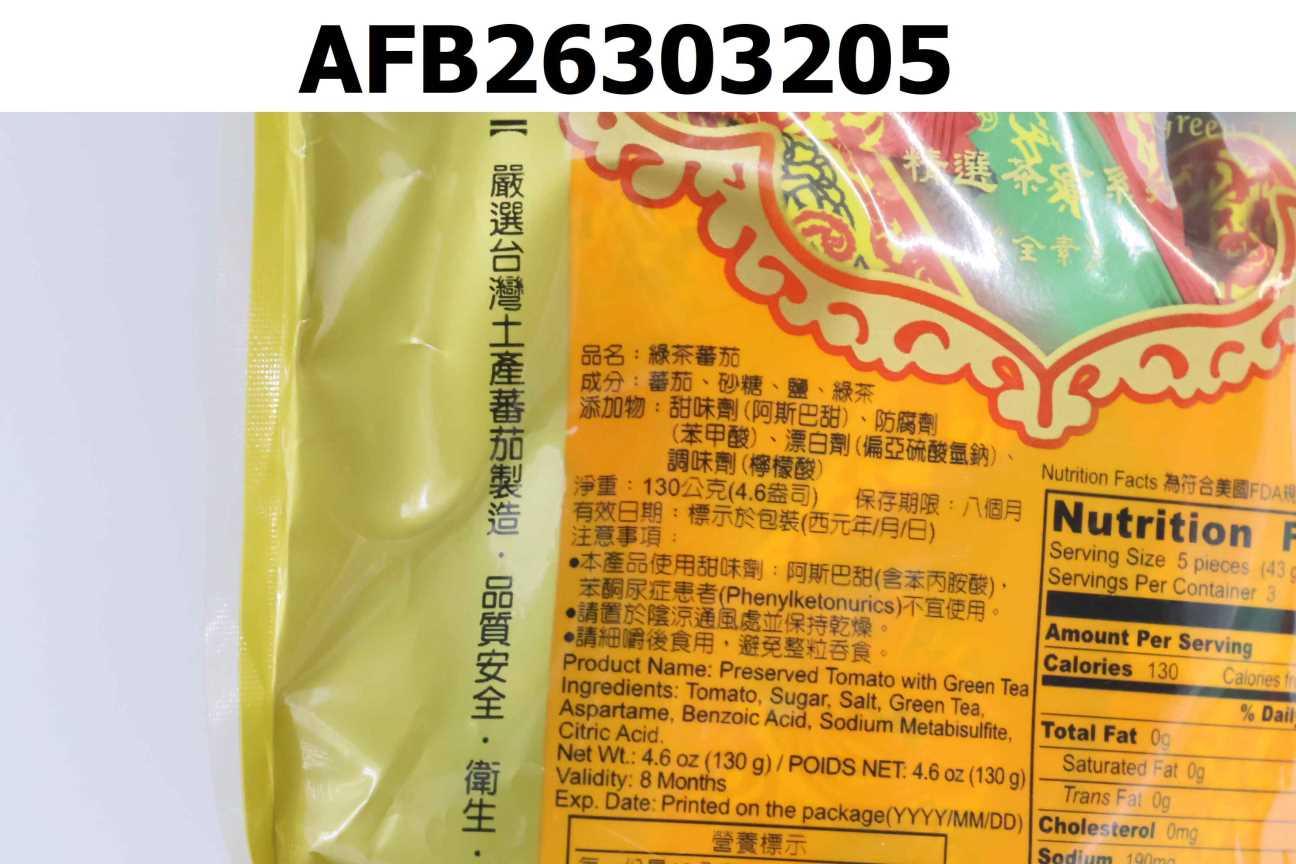 AFB26303205
】嚴選台灣土產蕃茄製造．品質安全．衛生．
精選茶
全素
品名：綠茶蕃茄
成分：蕃茄、砂糖、鹽、綠茶
添加物：甜味劑(阿斯巴甜)、防腐劑
(苯甲酸)、漂白劑(偏亞硫酸氫鈉)、
調味劑(檸檬酸)
淨重：130公克(4.6盎司) 保存期限：八個月
有效日期：標示於包裝(西元年/月/日)
注意事項：
●本產品使用甜味劑：阿斯巴甜(含苯丙胺酸)，
苯酮尿症患者(Phenylketonurics)不宜使用。
●請置於陰涼通風處並保持乾燥。
●請細嚼後食用，避免整粒吞食。
Product Name: Preserved Tomato with Green Tea
Ingredients: Tomato, Sugar, Salt, Green Tea,
Aspartame, Benzoic Acid, Sodium Metabisulfite,
Citric Acid.
Net Wt.: 4.6 oz (130 g) / POIDS NET: 4.6 oz (130 g)
Validity: 8 Months
Exp. Date: Printed on the package(YYYY/MM/DD)
營養標示
Nutrition Facts 為符合美國FDA規
Nutrition F
Serving Size 5 pieces (43 g
Servings Per Container 3
Amount Per Serving
Calories 130 Calories fr
% Daily
Total Fat 0g
Saturated Fat 0g
Trans Fat 0g
Cholesterol 0mg
Sodium 190mg